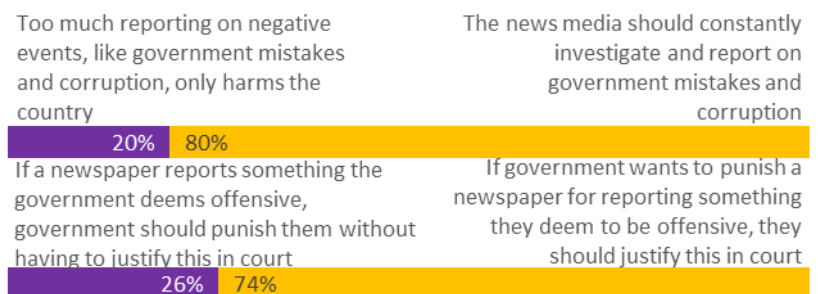 Too much reporting on negative
events, like government mistakes
and corruption, only harms the
country
The news media should constantly
investigate and report on
government mistakes and
corruption
20% 80%
If a newspaper reports something the
government deems offensive,
government should punish them without
having to justify this in court
If government wants to punish a
newspaper for reporting something
they deem to be offensive, they
should justify this in court
26% 74%